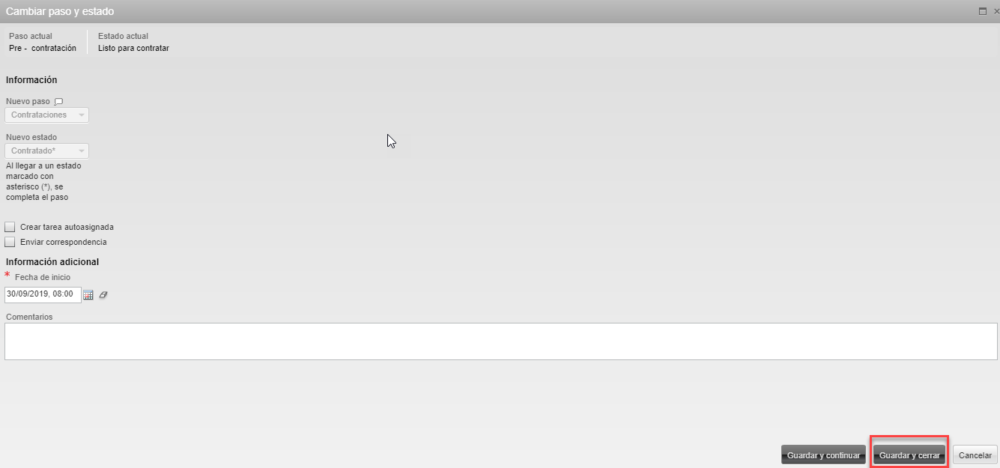 Cambiar paso y estado
Paso actual
Estado actual
Pre - contratación
Listo para contratar
Información
Nuevo paso
Contrataciones
Nuevo estado
Contratado*
Al llegar a un estado
marcado con
asterisco (*), se
completa el paso
Crear tarea autoasignada
Enviar correspondencia
Información adicional
* Fecha de inicio
30/09/2019, 08:00
Comentarios
Guardar y continuar
Guardar y cerrar
Cancelar